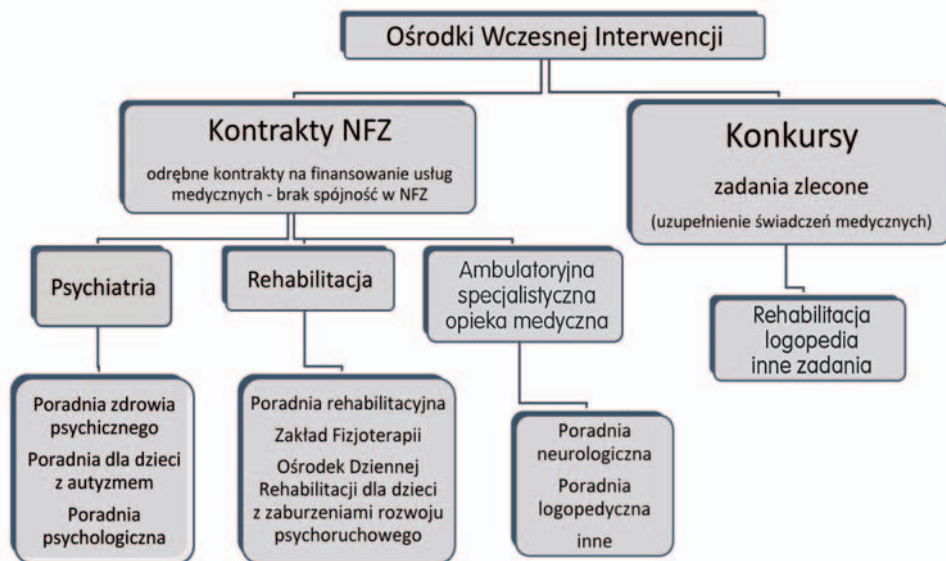 Ośrodki Wczesnej Interwencji
Kontrakty NFZ
odrębne kontrakty na finansowanie usług
medycznych - brak spójność w NFZ
Konkursy
zadania zlecone
(uzupełnienie świadczeń medycznych)
Psychiatria
Rehabilitacja
Ambulatoryjna
specjalistyczna
opieka medyczna
Rehabilitacja
logopedia
inne zadania
Poradnia zdrowia
psychicznego
Poradnia dla dzieci
z autyzmem
Poradnia
psychologiczna
Poradnia rehabilitacyjna
Zakład Fizjoterapii
Ośrodek Dziennej
Rehabilitacji dla dzieci
z zaburzeniami rozwoju
psychoruchowego
Poradnia
neurologiczna
Poradnia
logopedyczna
inne